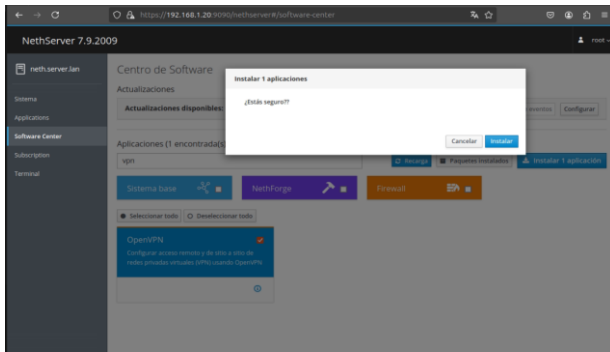 https://192.168.1.20:9090/nethserver#/software-center
NethServer 7.9.2009
root
neth.server.lan
Sistema
Applications
Software Center
Subscription
Terminal
Centro de Software
Actualizaciones
Actualizaciones disponibles:
eventos
Configurar
Instalar 1 aplicaciones
¿Estás seguro??
Cancelar
Instalar
Aplicaciones (1 encontrada(s)
vpn
Recarga
Paquetes instalados
Instalar 1 aplicación
Sistema base
NethForge
Firewall
Seleccionar todo
Deseleccionar todo
OpenVPN
Configurar acceso remoto y de sitio a sitio de
redes privadas virtuales (VPN) usando OpenVPN